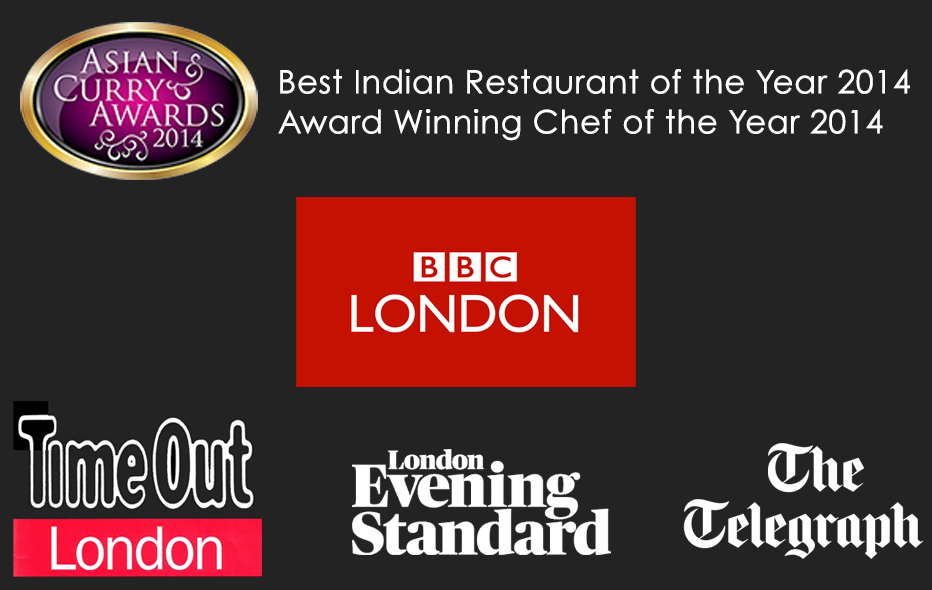 ASIAN
CURRY
AWARDS
2014
Best Indian Restaurant of the Year 2014
Award Winning Chef of the Year 2014
BBC
LONDON
Time Out
London
London
Evening
Standard
The
Telegraph